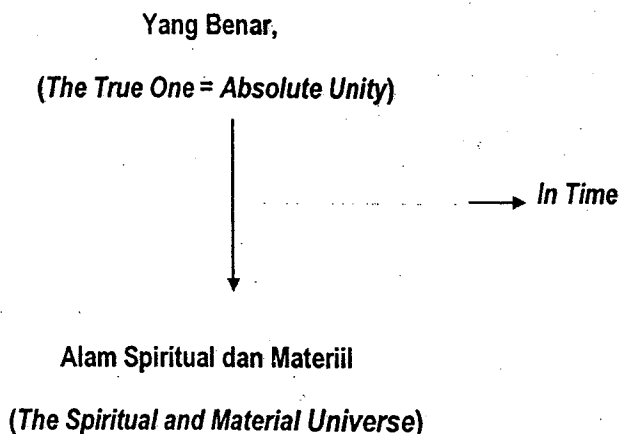 Yang Benar,
(The True One = Absolute Unity)
In Time
Alam Spiritual dan Materiil
(The Spiritual and Material Universe)